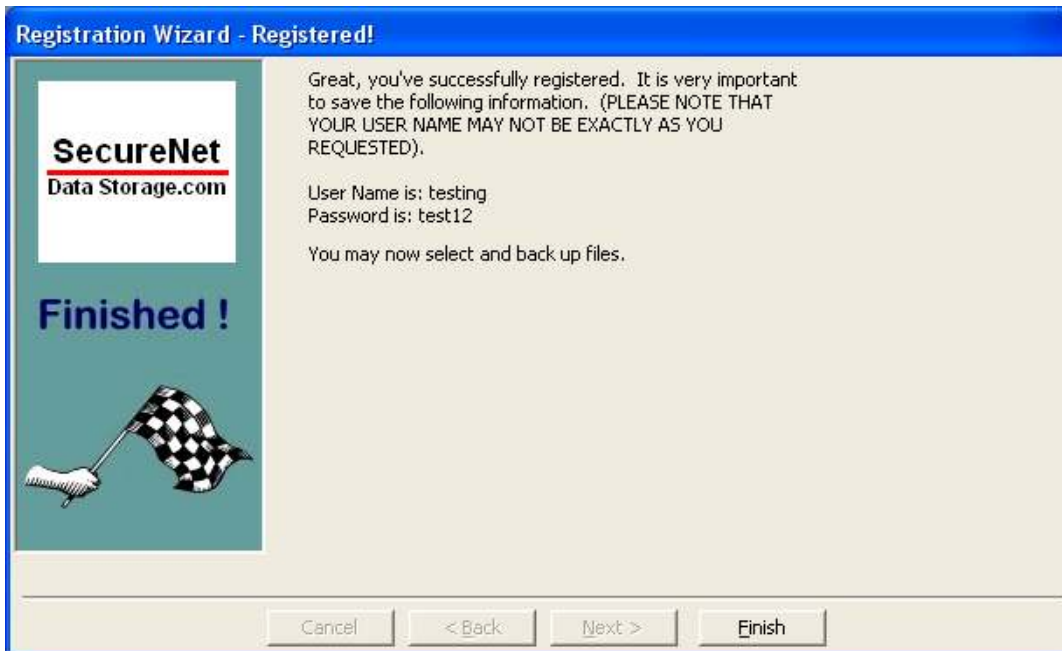 Registration Wizard - Registered!
SecureNet
Data Storage.com
Finished !
Great, you've successfully registered. It is very important
to save the following information. (PLEASE NOTE THAT
YOUR USER NAME MAY NOT BE EXACTLY AS YOU
REQUESTED).
User Name is: testing
Password is: test12
You may now select and back up files.
Cancel
< Back
Next >
Finish